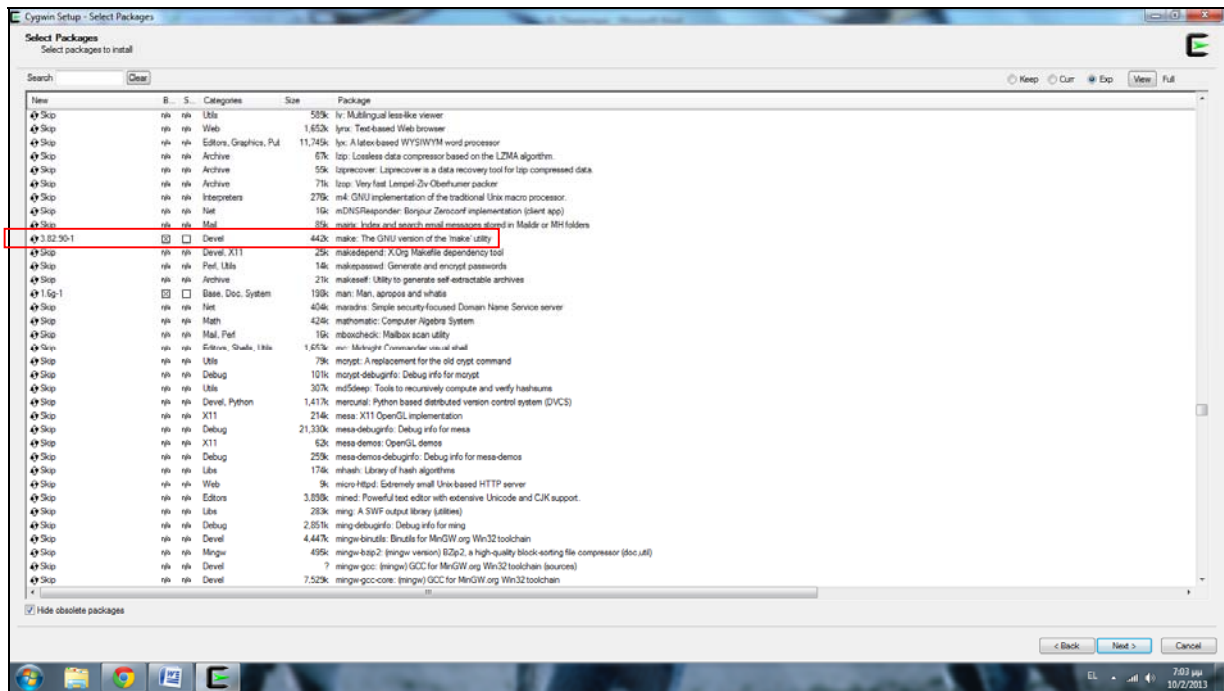 Cygwin Setup - Select Packages
Select Packages
Select packages to install
Search Clear Keep Curr Exp View Full
New B... S... Categories Size Package
Skip n/a n/a Utils 589k lv: Multilingual less-like viewer
Skip n/a n/a Web 1,652k lynx: Text-based Web browser
Skip n/a n/a Editors, Graphics, Pub 11,745k lyx: A latex-based WYSIWYM word processor
Skip n/a n/a Archive 67k lzip: Lossless data compressor based on the LZMA algorithm.
Skip n/a n/a Archive 55k lziprecover: Lziprecover is a data recovery tool for lzip compressed data.
Skip n/a n/a Archive 71k lzop: Very fast Lempel-Ziv-Oberhumer packer
Skip n/a n/a Interpreters 276k m4: GNU implementation of the traditional Unix macro processor.
Skip n/a n/a Net 16k mDNSResponder: Bonjour Zeroconf implementation (client app)
Skip n/a n/a Mail 85k mairix: Index and search email messages stored in Maildir or MH folders
3.82.90-1 Devel 442k make: The GNU version of the 'make' utility
Skip n/a n/a Devel, X11 25k makedepend: X.Org Makefile dependency tool
Skip n/a n/a Perl, Utils 14k makepasswd: Generate and encrypt passwords
Skip n/a n/a Archive 21k makeself: Utility to generate self-extractable archives
1.6g-1 Base, Doc, System 198k man: Man, apropos and whatis
Skip n/a n/a Net 404k maradns: Simple security-focused Domain Name Service server
Skip n/a n/a Math 424k mathomatic: Computer Algebra System
Skip n/a n/a Mail, Perl 16k mboxcheck: Mailbox scan utility
Skip n/a n/a Editors, Shells, Utils 1,653k mc: Midnight Commander visual shell
Skip n/a n/a Utils 79k mcrypt: A replacement for the old crypt command
Skip n/a n/a Debug 101k mcrypt-debuginfo: Debug info for mcrypt
Skip n/a n/a Utils 307k md5deep: Tools to recursively compute and verify hashsums
Skip n/a n/a Devel, Python 1,417k mercurial: Python based distributed version control system (DVCS)
Skip n/a n/a X11 214k mesa: X11 OpenGL implementation
Skip n/a n/a Debug 21,330k mesa-debuginfo: Debug info for mesa
Skip n/a n/a X11 62k mesa-demos: OpenGL demos
Skip n/a n/a Debug 259k mesa-demos-debuginfo: Debug info for mesa-demos
Skip n/a n/a Libs 174k mhash: Library of hash algorithms
Skip n/a n/a Web 9k micro-httpd: Extremely small Unix-based HTTP server
Skip n/a n/a Editors 3,898k mined: Powerful text editor with extensive Unicode and CJK support.
Skip n/a n/a Libs 283k ming: A SWF output library (utilities)
Skip n/a n/a Debug 2,851k ming-debuginfo: Debug info for ming
Skip n/a n/a Devel 4,447k mingw-binutils: Binutils for MinGW.org Win32 toolchain
Skip n/a n/a Mingw 495k mingw-bzip2: (mingw version) BZip2, a high-quality block-sorting file compressor (doc,util)
Skip n/a n/a Devel ? mingw-gcc: (mingw) GCC for MinGW.org Win32 toolchain (sources)
Skip n/a n/a Devel 7,529k mingw-gcc-core: (mingw) GCC for MinGW.org Win32 toolchain
Hide obsolete packages
< Back Next > Cancel
EL 7:03 μμ
10/2/2013